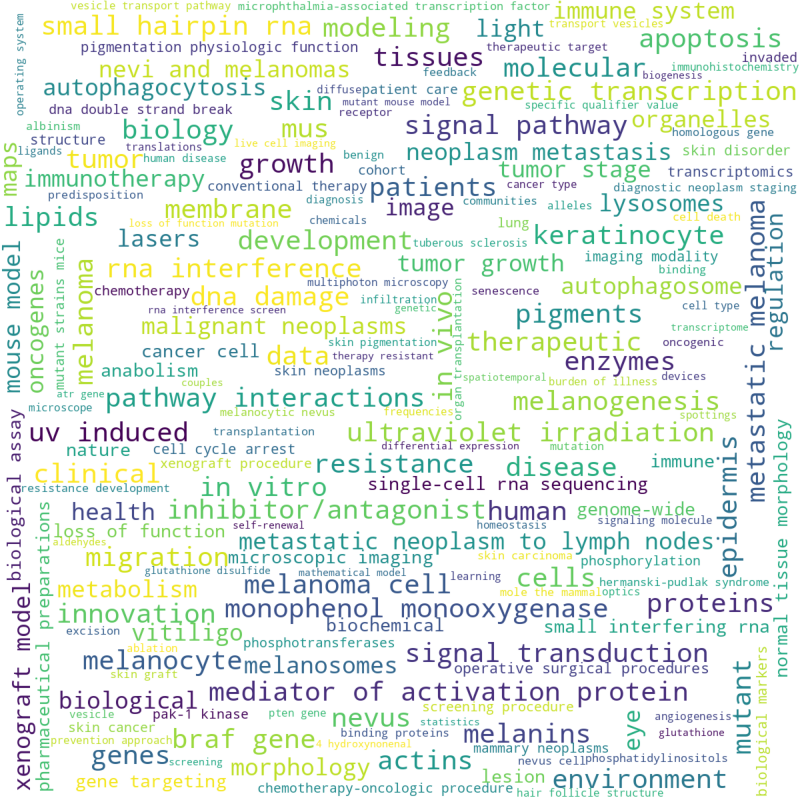 vesicle transport pathway
microphthalmia-associated transcription factor
immune system
small hairpin rna
modeling
light
transport vesicles
apoptosis
operating system
pigmentation physiologic function
tissues
therapeutic target
invaded
nevi and melanomas
feedback
molecular
immunohistochemistry
biogenesis
autophagocytosis
skin
diffuse
patient care
genetic transcription
mutant mouse model
specific qualifier value
dna double strand break
receptor
albinism
biology
mus
signal pathway
organelles
homologous gene
structure
translations
live cell imaging
ligands
tumor
human disease
growth
benign
neoplasm metastasis
skin disorder
maps
immunotherapy
cohort
tumor stage
transcriptomics
predisposition
conventional therapy
patients
cancer type
diagnostic neoplasm staging
lipids
membrane
diagnosis
image
communities
alleles
lysosomes
loss of function mutation
chemicals
lung
cell death
lasers
development
tuberous sclerosis
keratinocyte
mouse model
oncogenes
mutant strains mice
melanoma
rna interference
tumor growth
imaging modality
binding
metastatic melanoma
regulation
multiphoton microscopy
chemotherapy
dna damage
infiltration
genetic
in vivo
organ transplantation
senescence
autophagosome
rna interference screen
pigments
cell type
malignant neoplasms
skin pigmentation
therapeutic
oncogenic
transcriptome
cancer cell
data
therapy resistant
enzymes
anabolism
skin neoplasms
spatiotemporal
burden of illness
devices
couples
atr gene
pathway interactions
melanogenesis
microscope
melanocytic nevus
frequencies
spottings
biological assay
uv induced
transplantation
ultraviolet irradiation
nature
cell cycle arrest
differential expression
mutation
clinical
xenograft procedure
resistance
disease
immune
epidermis
normal tissue morphology
resistance development
in vitro
single-cell rna sequencing
health
inhibitor/antagonist
human
genome-wide
loss of function
self-renewal
homeostasis
signaling molecule
aldehydes
metastatic neoplasm to lymph nodes
migration
microscopic imaging
skin carcinoma
phosphorylation
pharmaceutical preparations
xenograft model
glutathione disulfide
mathematical model
learning
metabolism
melanoma cell
cells
hermanski-pudlak syndrome
mole the mammal
optics
innovation
monophenol monooxygenase
proteins
excision
vitiligo
biochemical
small interfering rna
ablation
phosphotransferases
melanocyte
melanosomes
signal transduction
skin graft
operative surgical procedures
biological
mediator of activation protein
mutant
biological markers
vesicle
pak-1 kinase
pten gene
nevus
screening procedure
angiogenesis
skin cancer
statistics
eye
prevention approach
braf gene
binding proteins
melanins
glutathione
4 hydroxynonenal
mammary neoplasms
genes
screening
actins
nevus cell
phosphatidylinositols
gene targeting
morphology
lesion
environment
chemotherapy-oncologic procedure
hair follicle structure